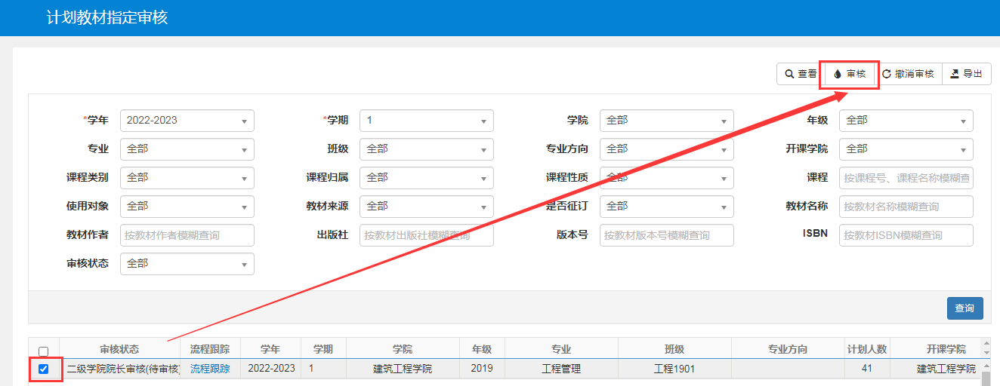 计划教材指定审核
查看 审核 撤消审核 导出
*学年 2022-2023 *学期 1 学院 全部 年级 全部
专业 全部 班级 全部 专业方向 全部 开课学院 全部
课程类别 全部 课程归属 全部 课程性质 全部 课程 按课程号、课程名称模糊查
使用对象 全部 教材来源 全部 是否征订 全部 教材名称 按教材名称模糊查询
教材作者 按教材作者模糊查询 出版社 按教材出版社模糊查询 版本号 按教材版本号模糊查询 ISBN 按教材ISBN模糊查询
审核状态 全部
查询
审核状态 流程跟踪 学年 学期 学院 年级 专业 班级 专业方向 计划人数 开课学院
二级学院院长审核(待审核) 流程跟踪 2022-2023 1 建筑工程学院 2019 工程管理 工程1901 41 建筑工程学院